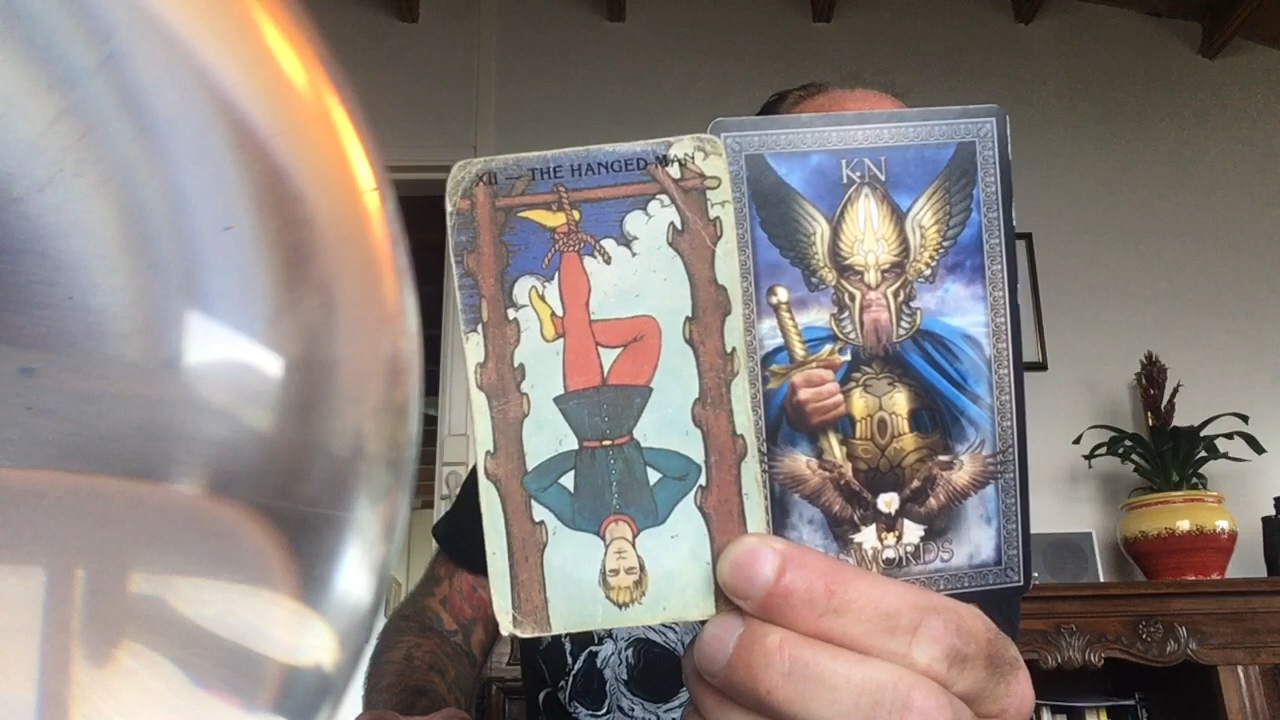 XII — THE HANGED MAN
KN
SWORDS